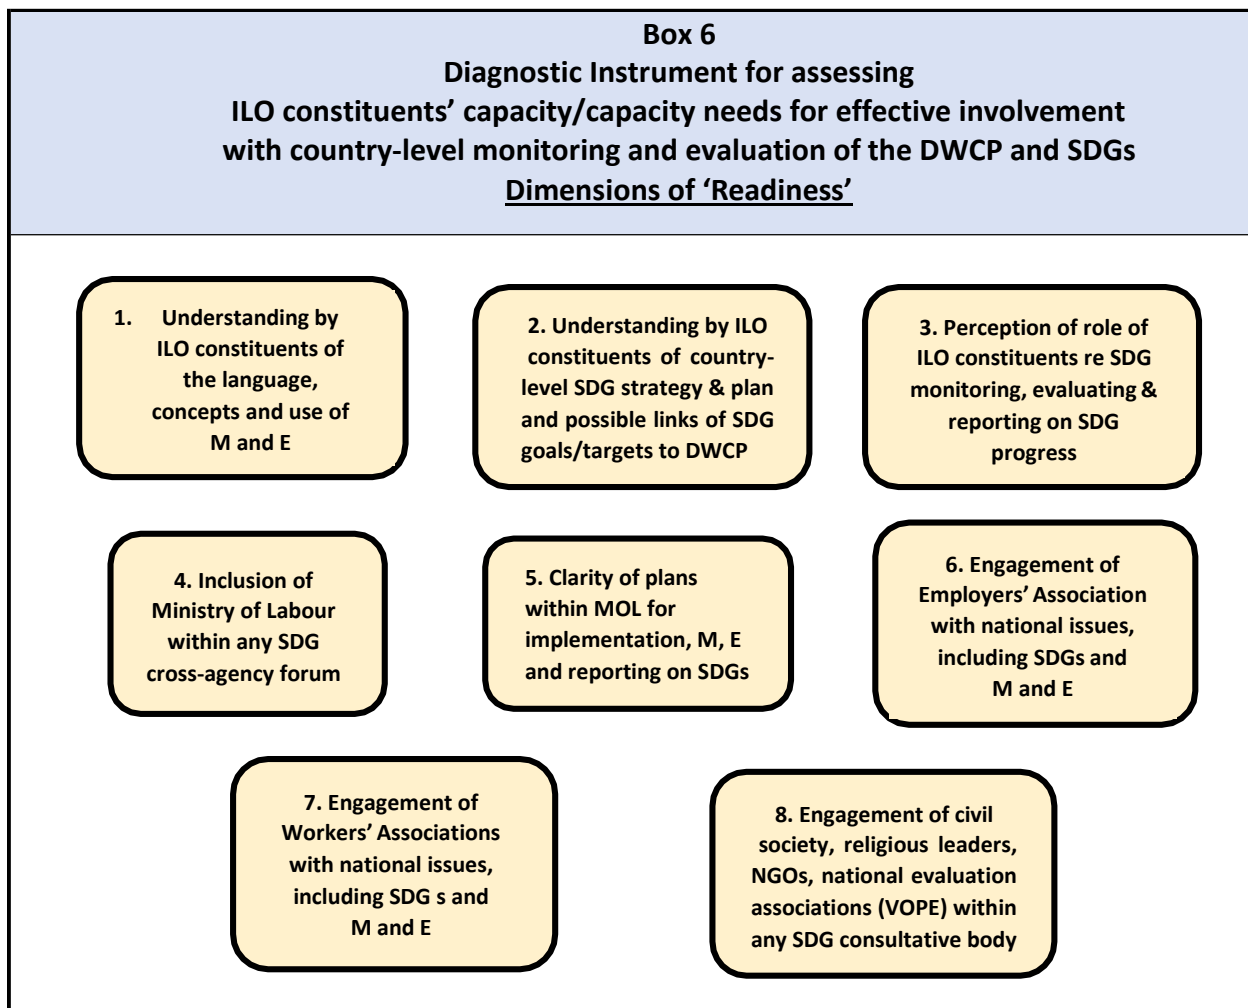 Box 6
Diagnostic Instrument for assessing
ILO constituents’ capacity/capacity needs for effective involvement
with country-level monitoring and evaluation of the DWCP and SDGs
Dimensions of ‘Readiness’
1. Understanding by
ILO constituents of
the language,
concepts and use of
M and E
2. Understanding by ILO
constituents of country-
level SDG strategy & plan
and possible links of SDG
goals/targets to DWCP
3. Perception of role of
ILO constituents re SDG
monitoring, evaluating &
reporting on SDG
progress
4. Inclusion of
Ministry of Labour
within any SDG
cross-agency forum
5. Clarity of plans
within MOL for
implementation, M, E
and reporting on SDGs
6. Engagement of
Employers’ Association
with national issues,
including SDGs and
M and E
7. Engagement of
Workers’ Associations
with national issues,
including SDG s and
M and E
8. Engagement of civil
society, religious leaders,
NGOs, national evaluation
associations (VOPE) within
any SDG consultative body